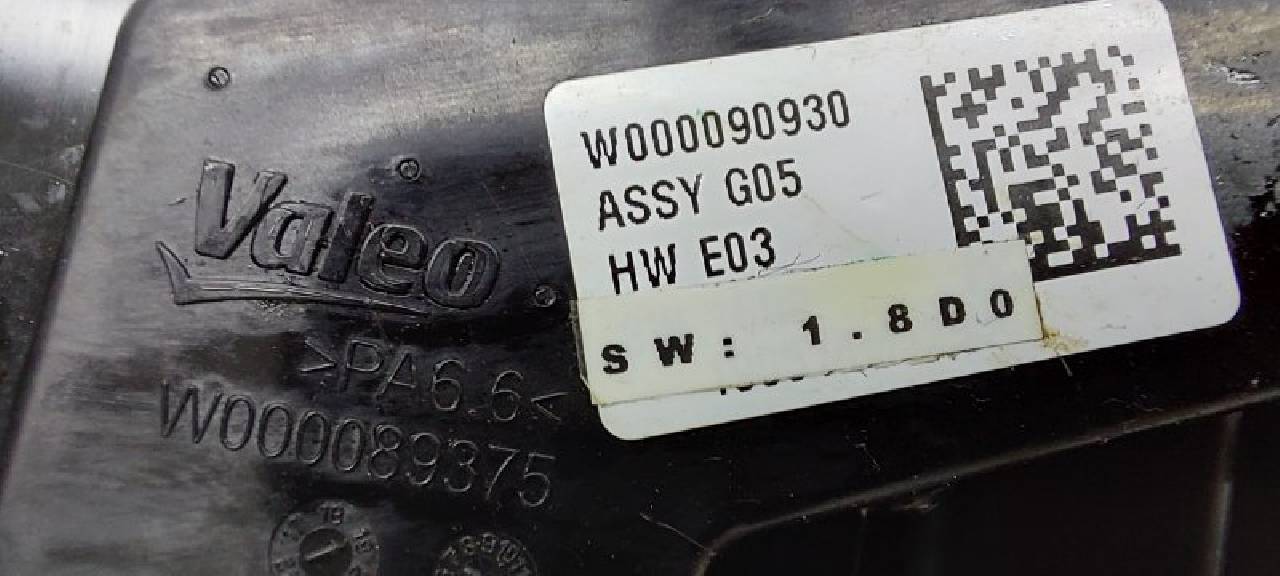 Valeo
>PA6.6<
W000089375
W000090930
ASSY G05
HW E03
SW: 1.8D0